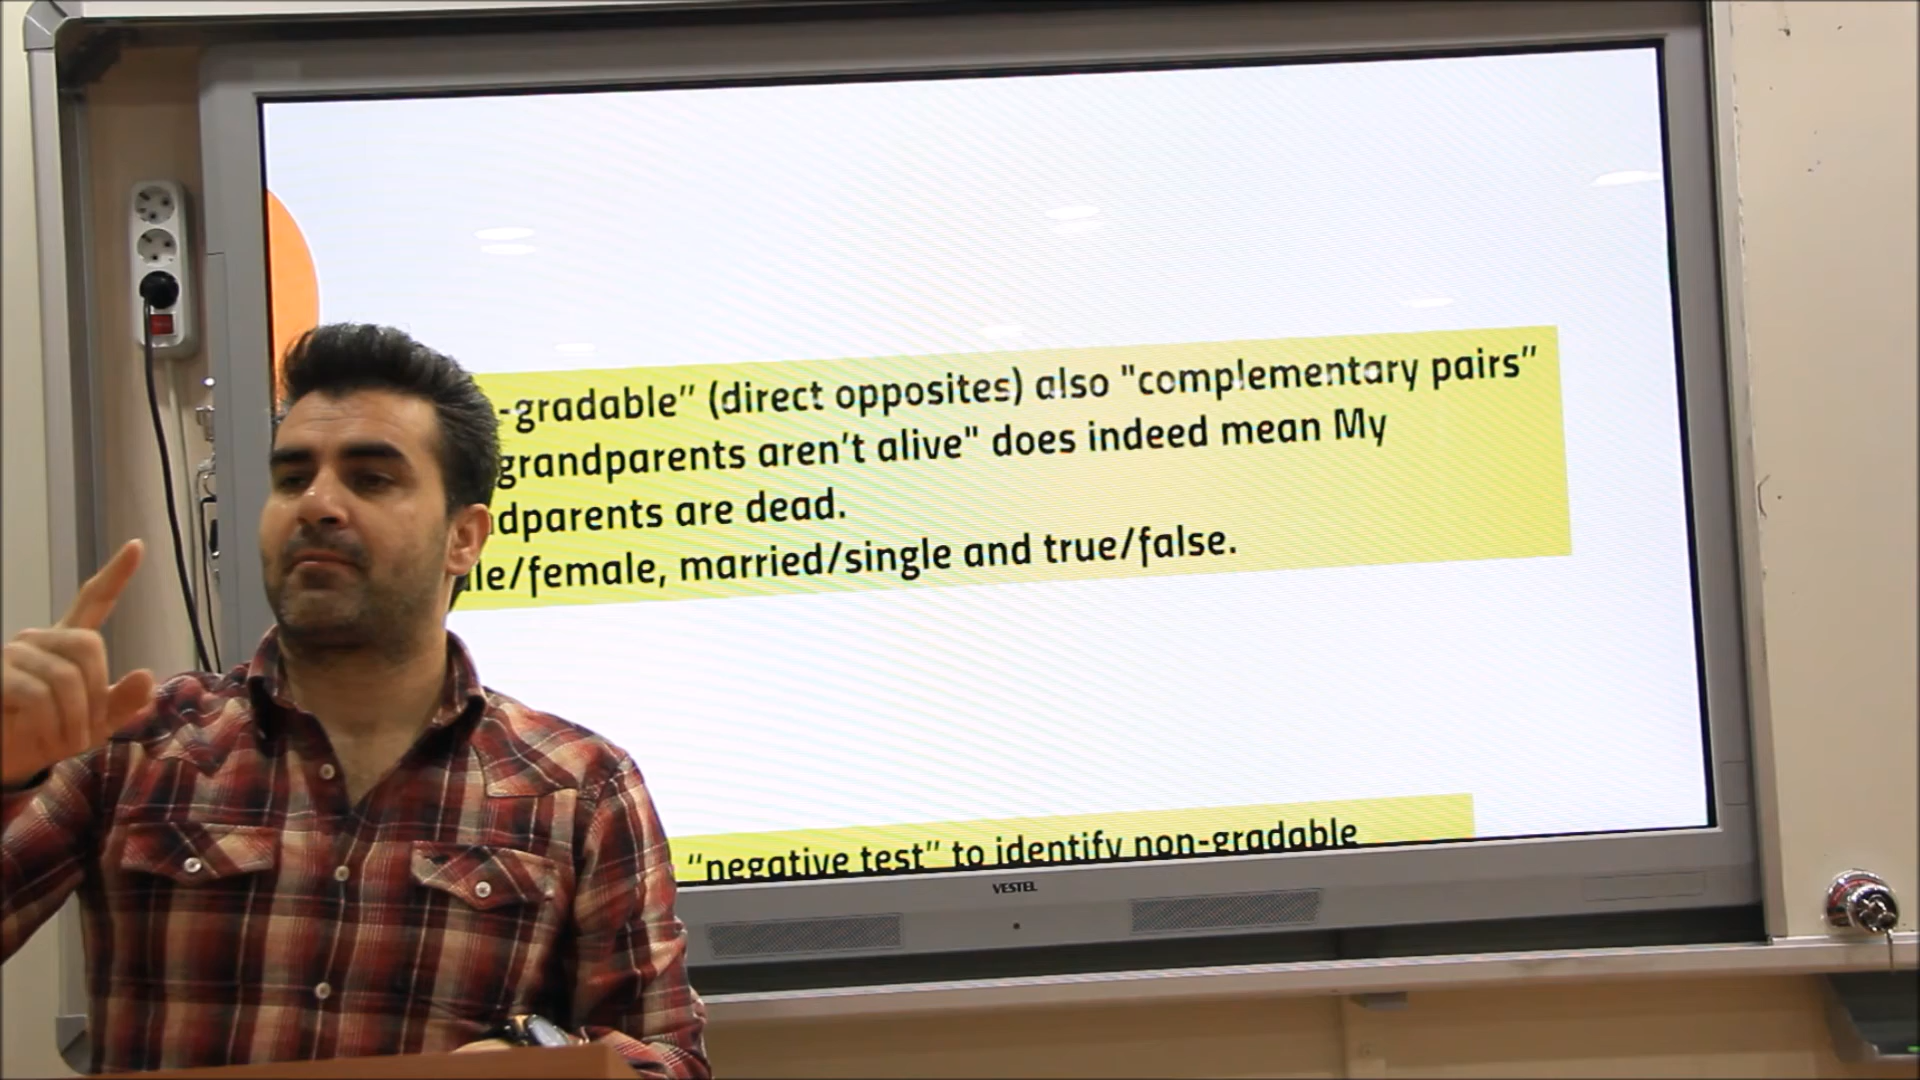 -gradable” (direct opposites) also "complementary pairs”
grandparents aren’t alive" does indeed mean My
dparents are dead.
le/female, married/single and true/false.
“negative test” to identify non-gradable
VESTEL